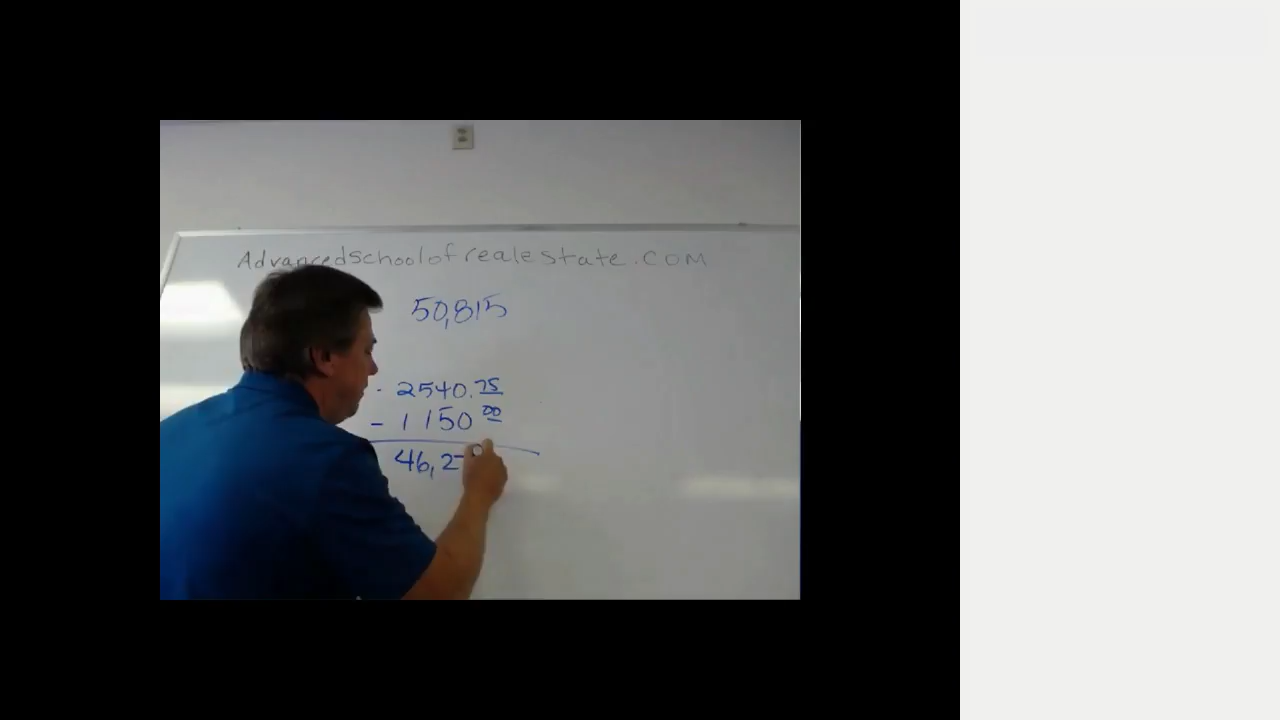 Advancedschoolofrealestate.com
50,815
- 2540.75
- 1150 00
46,2